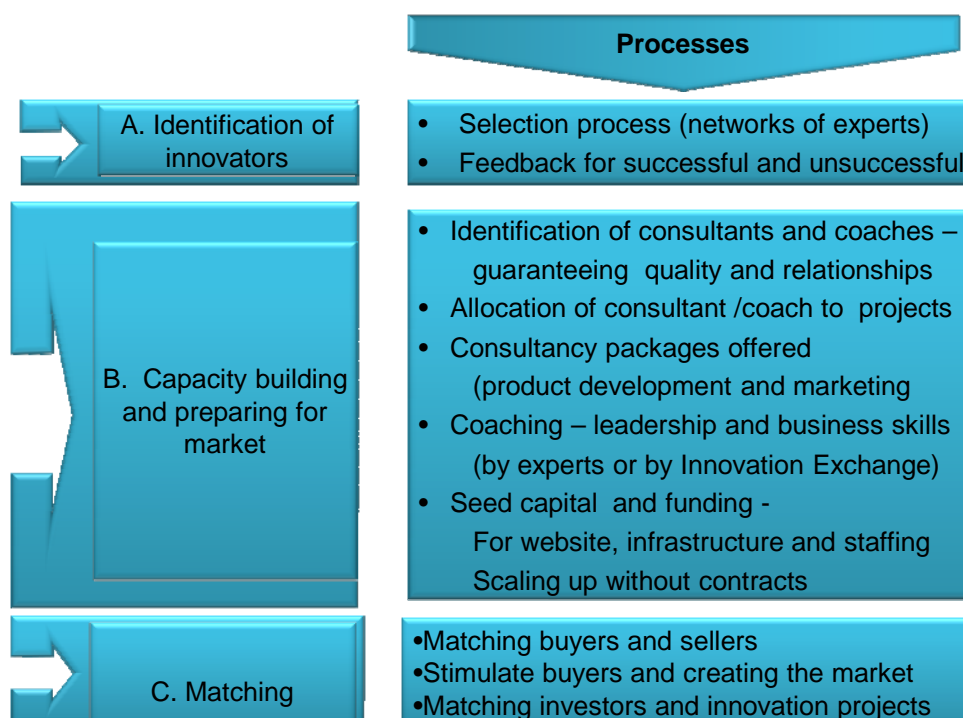 Processes
A. Identification of
innovators
• Selection process (networks of experts)
• Feedback for successful and unsuccessful
B. Capacity building
and preparing for
market
• Identification of consultants and coaches –
guaranteeing quality and relationships
• Allocation of consultant /coach to projects
• Consultancy packages offered
(product development and marketing
• Coaching – leadership and business skills
(by experts or by Innovation Exchange)
• Seed capital and funding -
For website, infrastructure and staffing
Scaling up without contracts
C. Matching
•Matching buyers and sellers
•Stimulate buyers and creating the market
•Matching investors and innovation projects